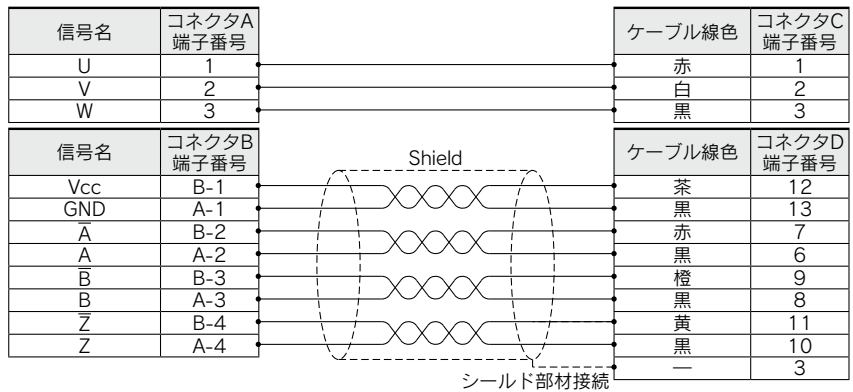 信号名 コネクタA端子番号 ケーブル線色 コネクタC端子番号
U 1 赤 1
V 2 白 2
W 3 黒 3
信号名 コネクタB端子番号 Shield ケーブル線色 コネクタD端子番号
Vcc B-1 茶 12
GND A-1 黒 13
A̅ B-2 赤 7
A A-2 黒 6
B̅ B-3 橙 9
B A-3 黒 8
Z̅ B-4 黄 11
Z A-4 黒 10
シールド部材接続 — 3